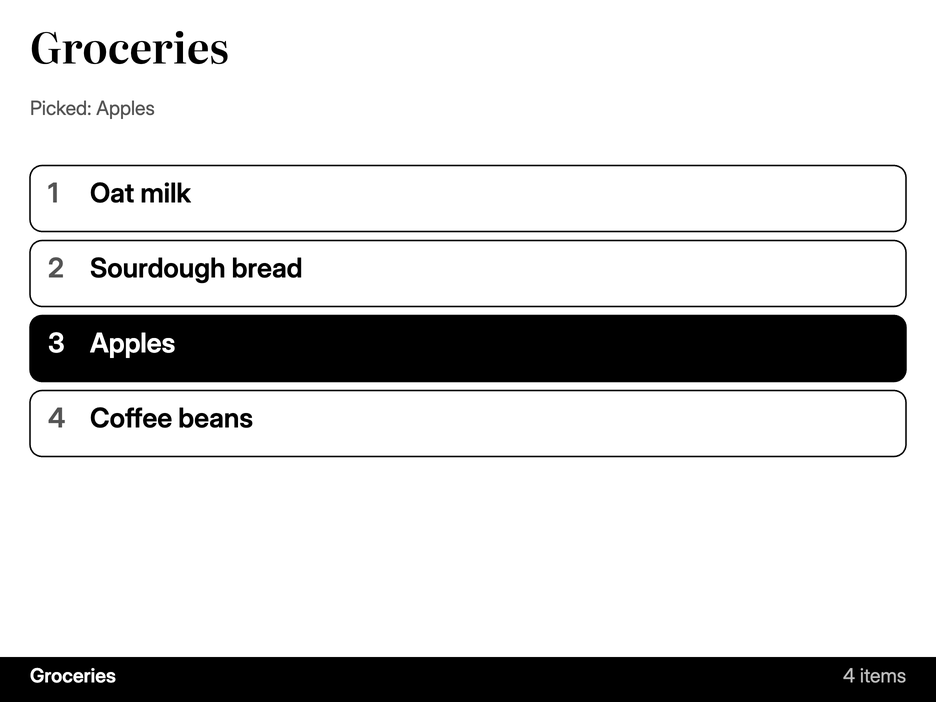 Groceries
Picked: Apples
1 Oat milk
2 Sourdough bread
3 Apples
4 Coffee beans
Groceries 4 items